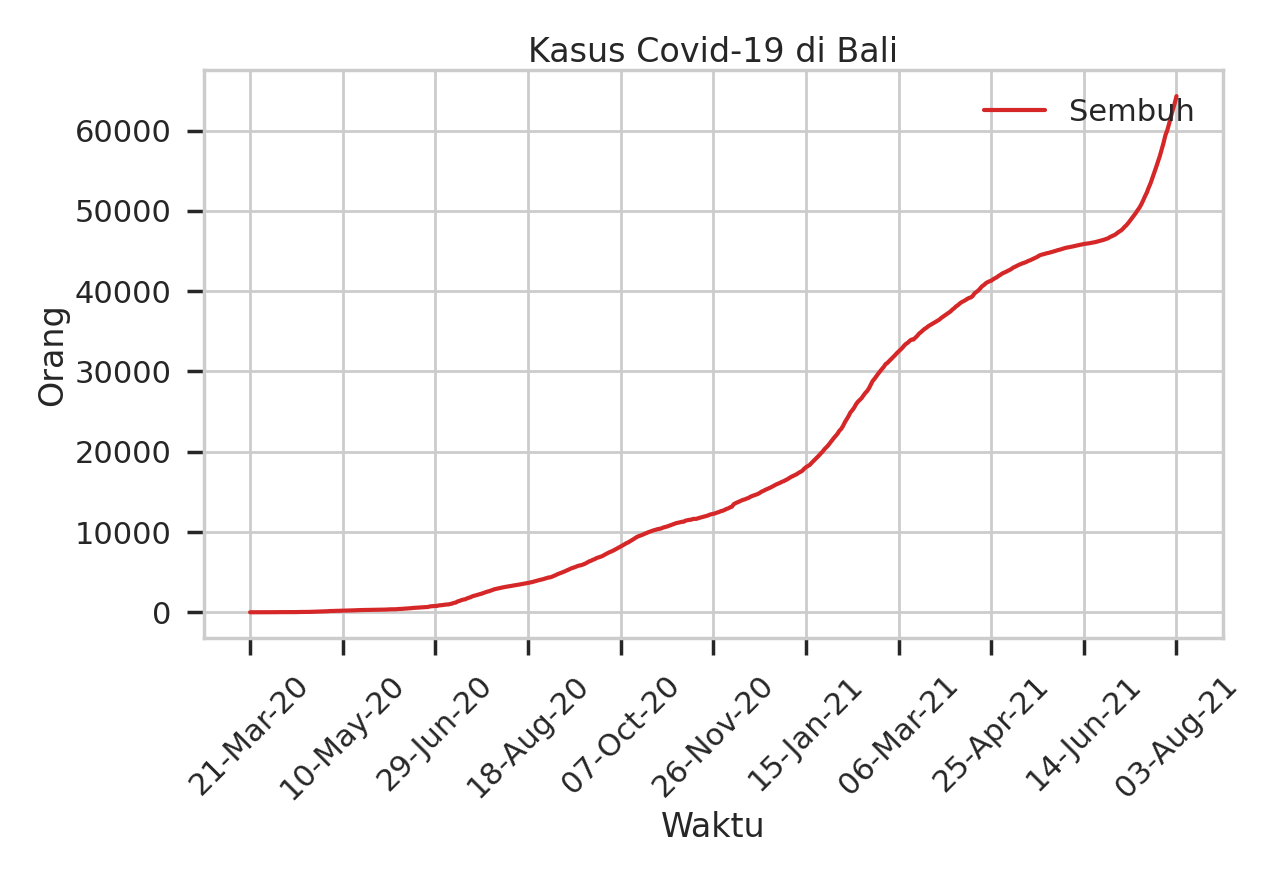 Kasus Covid-19 di Bali
Sembuh
60000
50000
40000
30000
20000
10000
0
Orang
21-Mar-20
10-May-20
29-Jun-20
18-Aug-20
07-Oct-20
26-Nov-20
15-Jan-21
06-Mar-21
25-Apr-21
14-Jun-21
03-Aug-21
Waktu